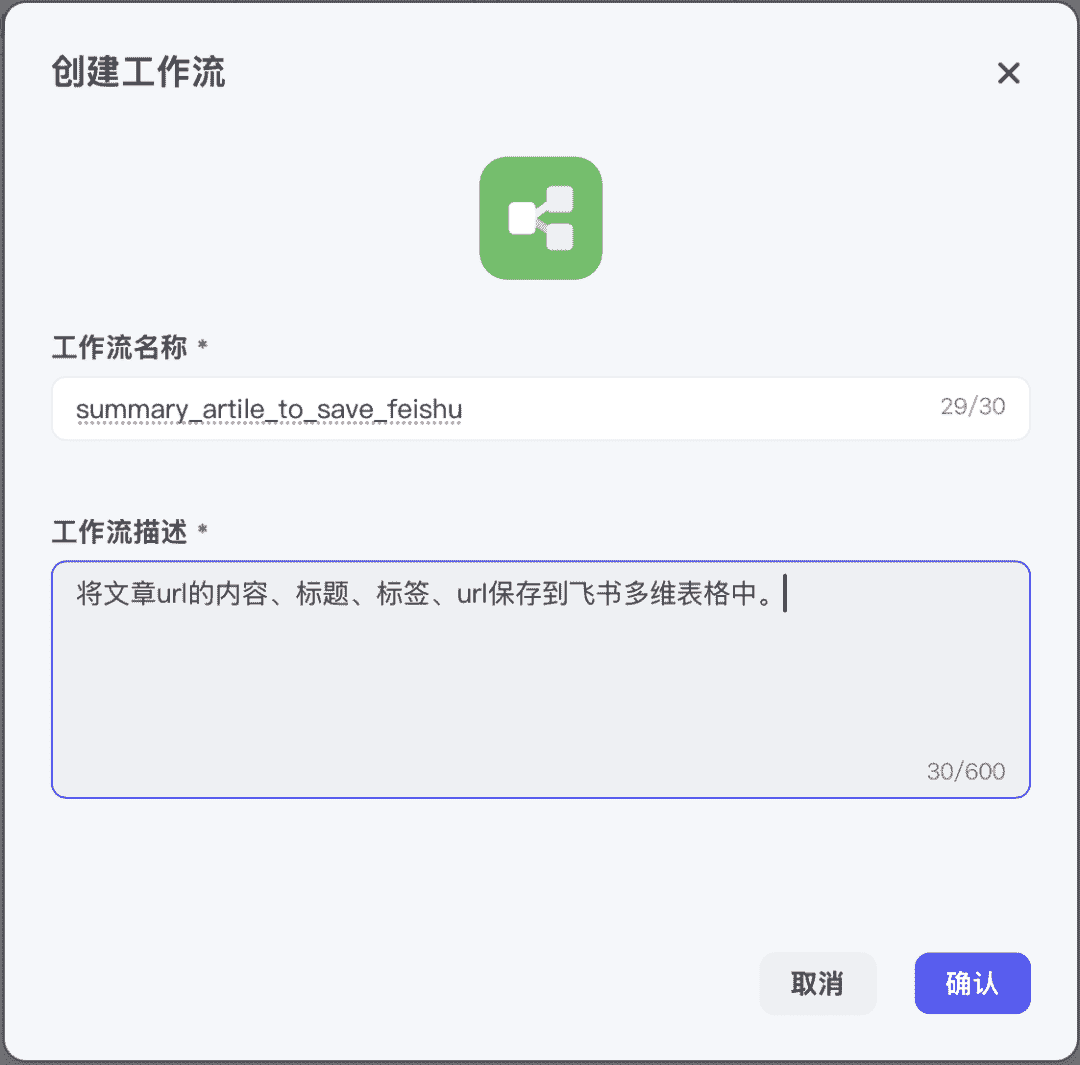 创建工作流
工作流名称 *
summary_artile_to_save_feishu
29/30
工作流描述 *
将文章url的内容、标题、标签、url保存到飞书多维表格中。
30/600
取消
确认